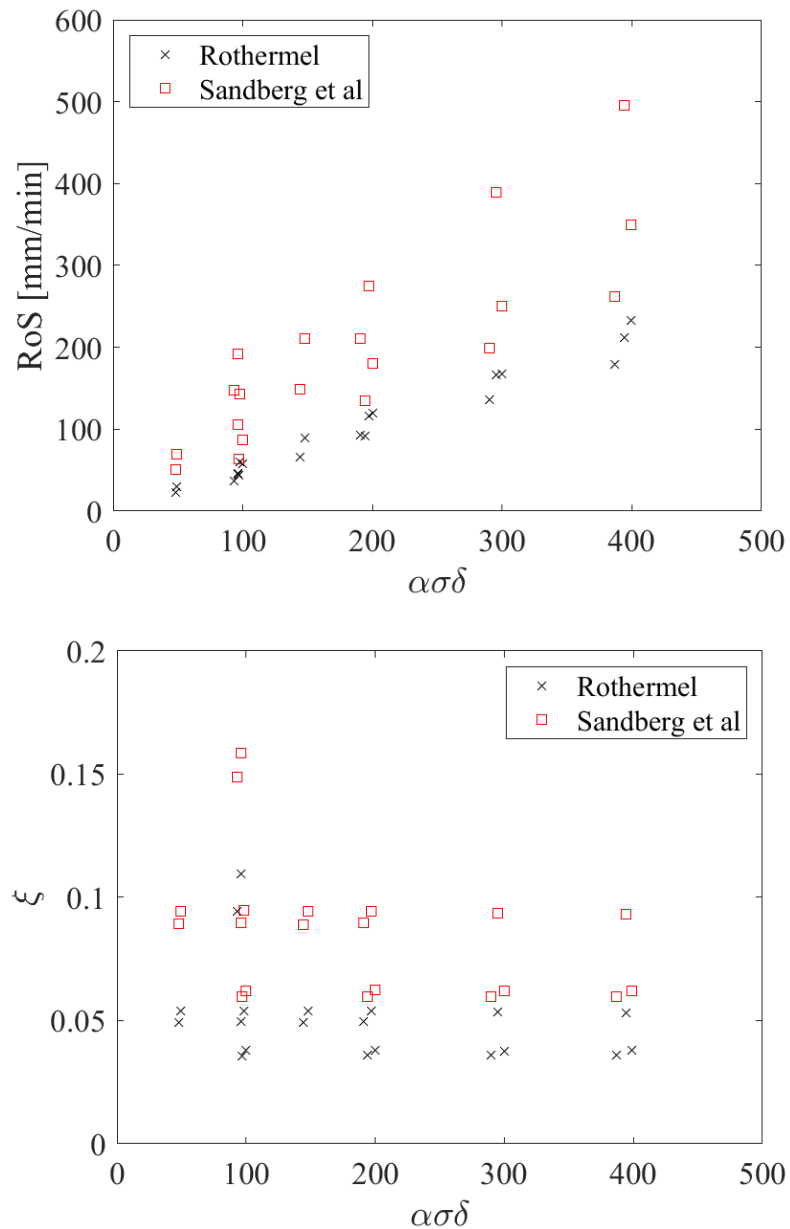 600
500
400
300
200
100
0
RoS [mm/min]
Rothermel
Sandberg et al
0 100 200 300 400 500
ασδ
0.2
0.15
0.1
0.05
0
ξ
Rothermel
Sandberg et al
0 100 200 300 400 500
ασδ